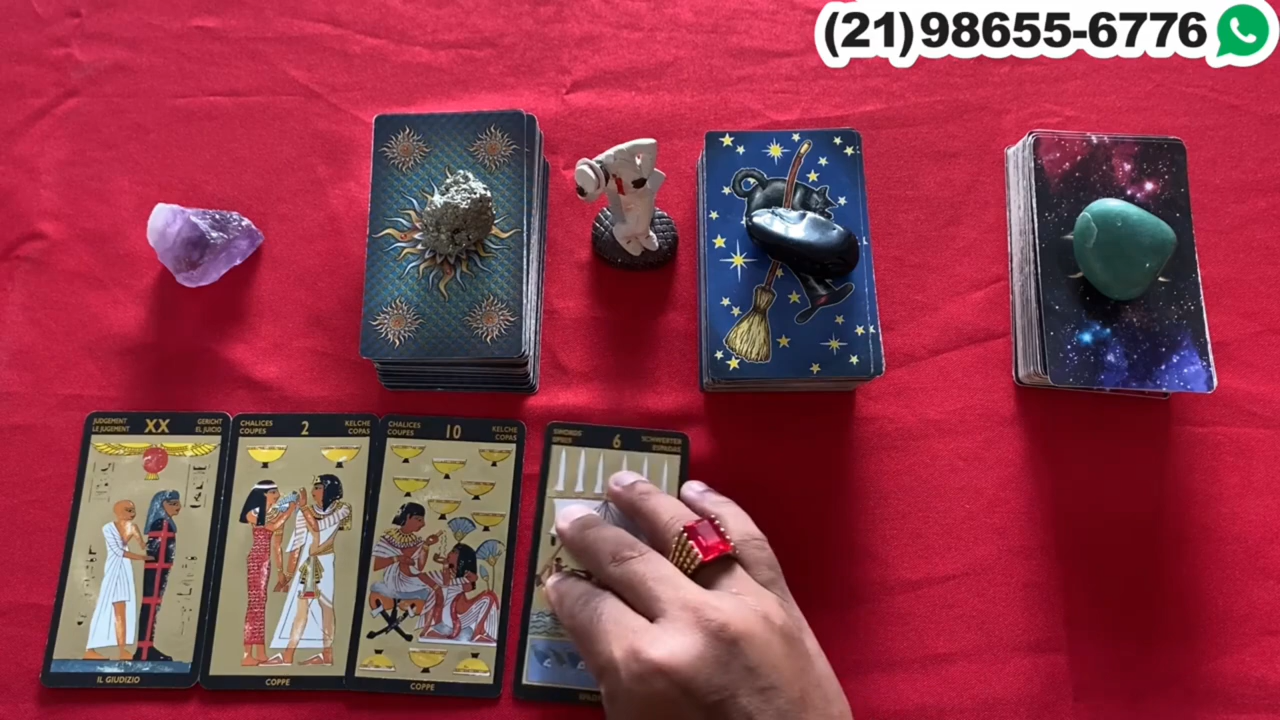 (21)98655-6776
JUDGEMENT
LE JUGEMENT
XX
GERICHT
EL JUICIO
IL GIUDIZIO
CHALICES
COUPES
2
KELCHE
COPAS
COPPE
CHALICES
COUPES
10
KELCHE
COPAS
COPPE
SWORDS
6
SCHWERTER
ESPADAS